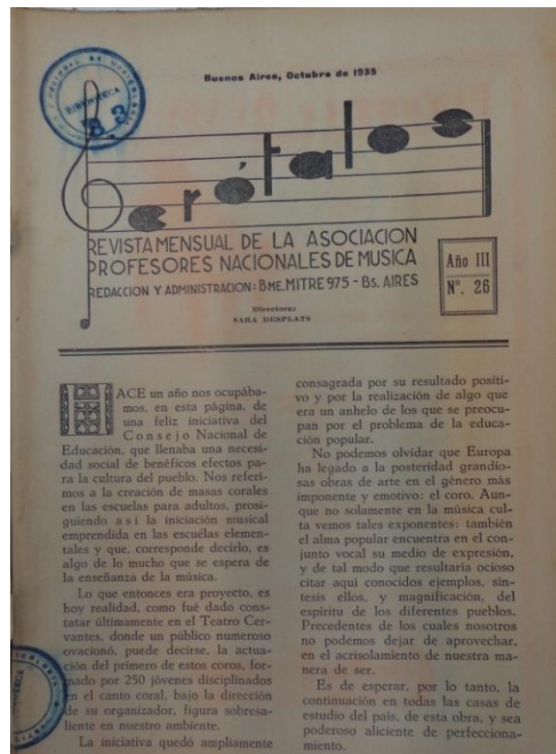 Buenos Aires, Octubre de 1935
BIBLIOTECA
crótalos
REVISTA MENSUAL DE LA ASOCIACION
PROFESORES NACIONALES DE MUSICA
REDACCION Y ADMINISTRACION: BME. MITRE 975 - Bs. AIRES
Directora:
SARA DESPLATS
Año III
Nº. 26
HACE un año nos ocupába-
mos, en esta página, de
una feliz iniciativa del
Consejo Nacional de
Educación, que llenaba una necesi-
dad social de benéficos efectos pa-
ra la cultura del pueblo. Nos referi-
mos a la creación de masas corales
en las escuelas para adultos, prosi-
guiendo así la iniciación musical
emprendida en las escuelas elemen-
tales y que, corresponde decirlo, es
algo de lo mucho que se espera de
la enseñanza de la música.
Lo que entonces era proyecto, es
hoy realidad, como fué dado cons-
tatar últimamente en el Teatro Cer-
vantes, donde un público numeroso
ovacionó, puede decirse, la actua-
ción del primero de estos coros, for-
mado por 250 jóvenes disciplinados
en el canto coral, bajo la dirección
de su organizador, figura sobresa-
liente en nuestro ambiente.
La iniciativa quedó ampliamente
consagrada por su resultado positi-
vo y por la realización de algo que
era un anhelo de los que se preocu-
pan por el problema de la educa-
ción popular.
No podemos olvidar que Europa
ha legado a la posteridad grandio-
sas obras de arte en el género más
imponente y emotivo: el coro. Aun-
que no solamente en la música cul-
ta vemos tales exponentes: también
el alma popular encuentra en el con-
junto vocal su medio de expresión,
y de tal modo que resultaría ocioso
citar aquí conocidos ejemplos, sín-
tesis ellos, y magnificación, del
espíritu de los diferentes pueblos.
Precedentes de los cuales nosotros
no podemos dejar de aprovechar,
en el acrisolamiento de nuestra ma-
nera de ser.
Es de esperar, por lo tanto, la
continuación en todas las casas de
estudio del país, de esta obra, y sea
poderoso aliciente de perfecciona-
miento.